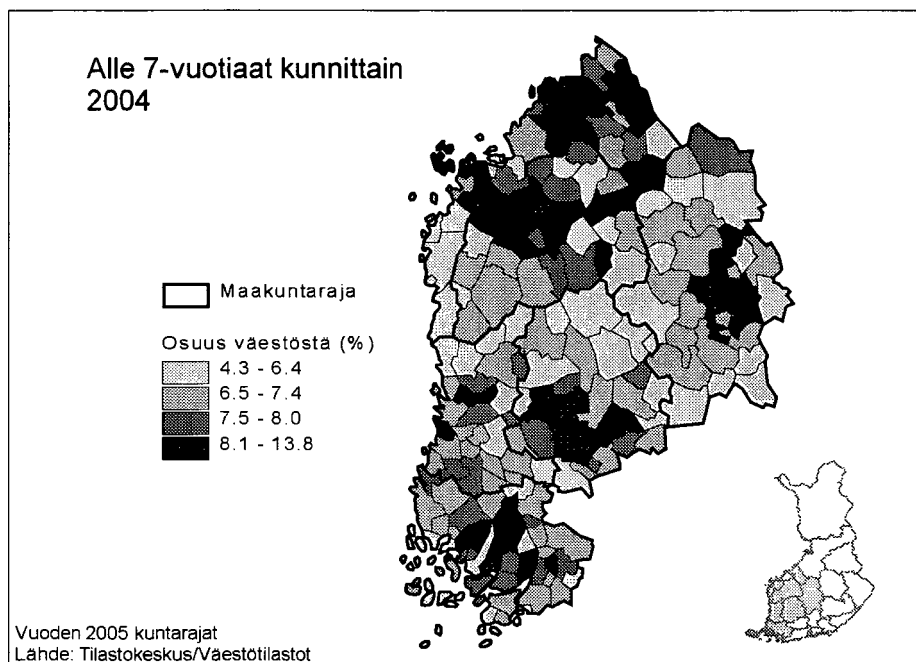 Alle 7-vuotiaat kunnittain
2004
Maakuntaraja
Osuus väestöstä (%)
4.3 - 6.4
6.5 - 7.4
7.5 - 8.0
8.1 - 13.8
Vuoden 2005 kuntarajat
Lähde: Tilastokeskus/Väestötilastot